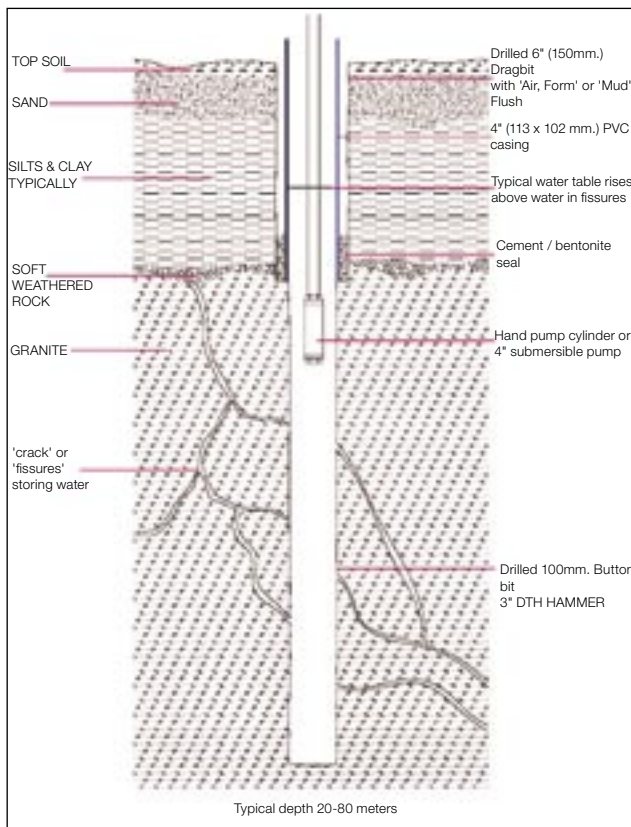 TOP SOIL
SAND
SILTS & CLAY
TYPICALLY
SOFT
WEATHERED
ROCK
GRANITE
'crack' or
'fissures'
storing water
Drilled 6" (150mm.)
Dragbit
with 'Air, Form' or 'Mud'
Flush
4" (113 x 102 mm.) PVC
casing
Typical water table rises
above water in fissures
Cement / bentonite
seal
Hand pump cylinder or
4" submersible pump
Drilled 100mm. Button
bit
3" DTH HAMMER
Typical depth 20-80 meters